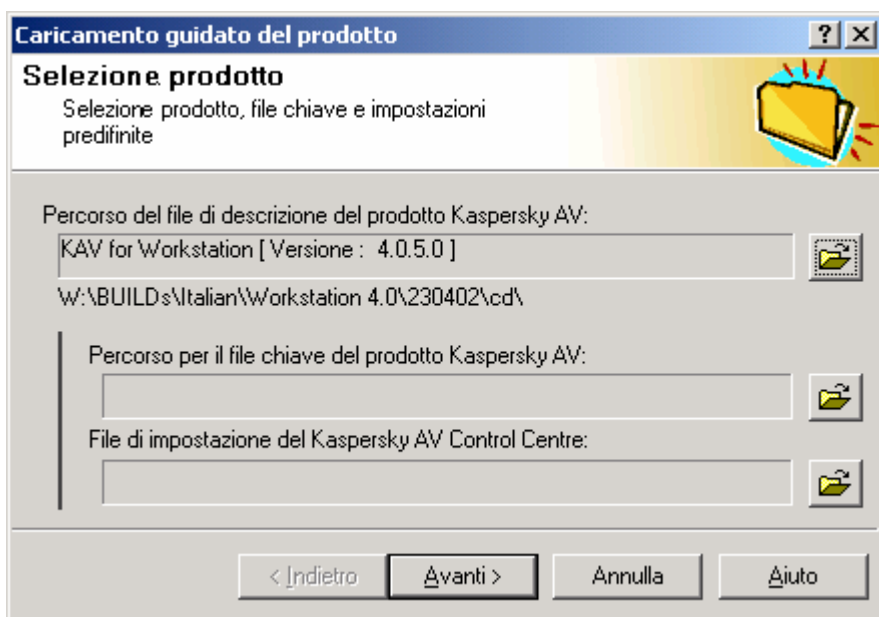 Caricamento guidato del prodotto
Selezione prodotto
Selezione prodotto, file chiave e impostazioni
predifinite
Percorso del file di descrizione del prodotto Kaspersky AV:
KAV for Workstation [ Versione :  4.0.5.0 ]
W:\BUILDs\Italian\Workstation 4.0\230402\cd\
Percorso per il file chiave del prodotto Kaspersky AV:
File di impostazione del Kaspersky AV Control Centre:
< Indietro
Avanti >
Annulla
Aiuto